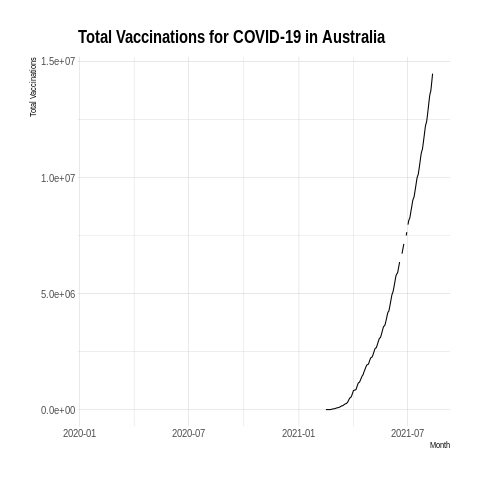 Total Vaccinations for COVID-19 in Australia
Total Vaccinations
1.5e+07
1.0e+07
5.0e+06
0.0e+00
2020-01 2020-07 2021-01 2021-07
Month